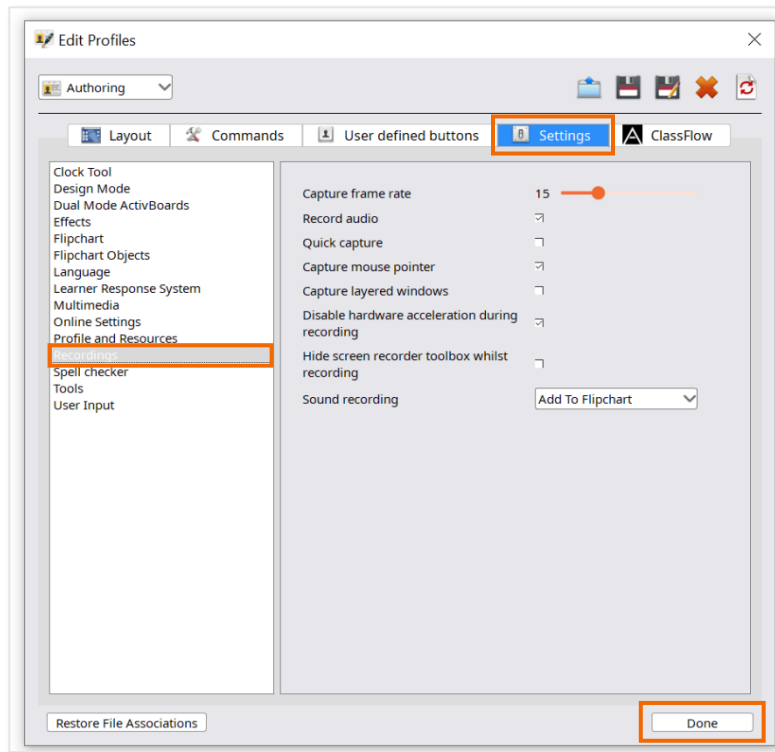 Edit Profiles
Authoring
Layout
Commands
User defined buttons
Settings
ClassFlow
Clock Tool
Design Mode
Dual Mode ActivBoards
Effects
Flipchart
Flipchart Objects
Language
Learner Response System
Multimedia
Online Settings
Profile and Resources
Recordings
Spell checker
Tools
User Input
Capture frame rate
15
Record audio
Quick capture
Capture mouse pointer
Capture layered windows
Disable hardware acceleration during
recording
Hide screen recorder toolbox whilst
recording
Sound recording
Add To Flipchart
Restore File Associations
Done